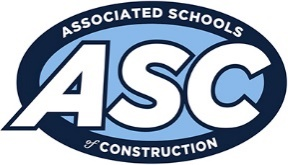 ASSOCIATED SCHOOLS
ASC
of CONSTRUCTION